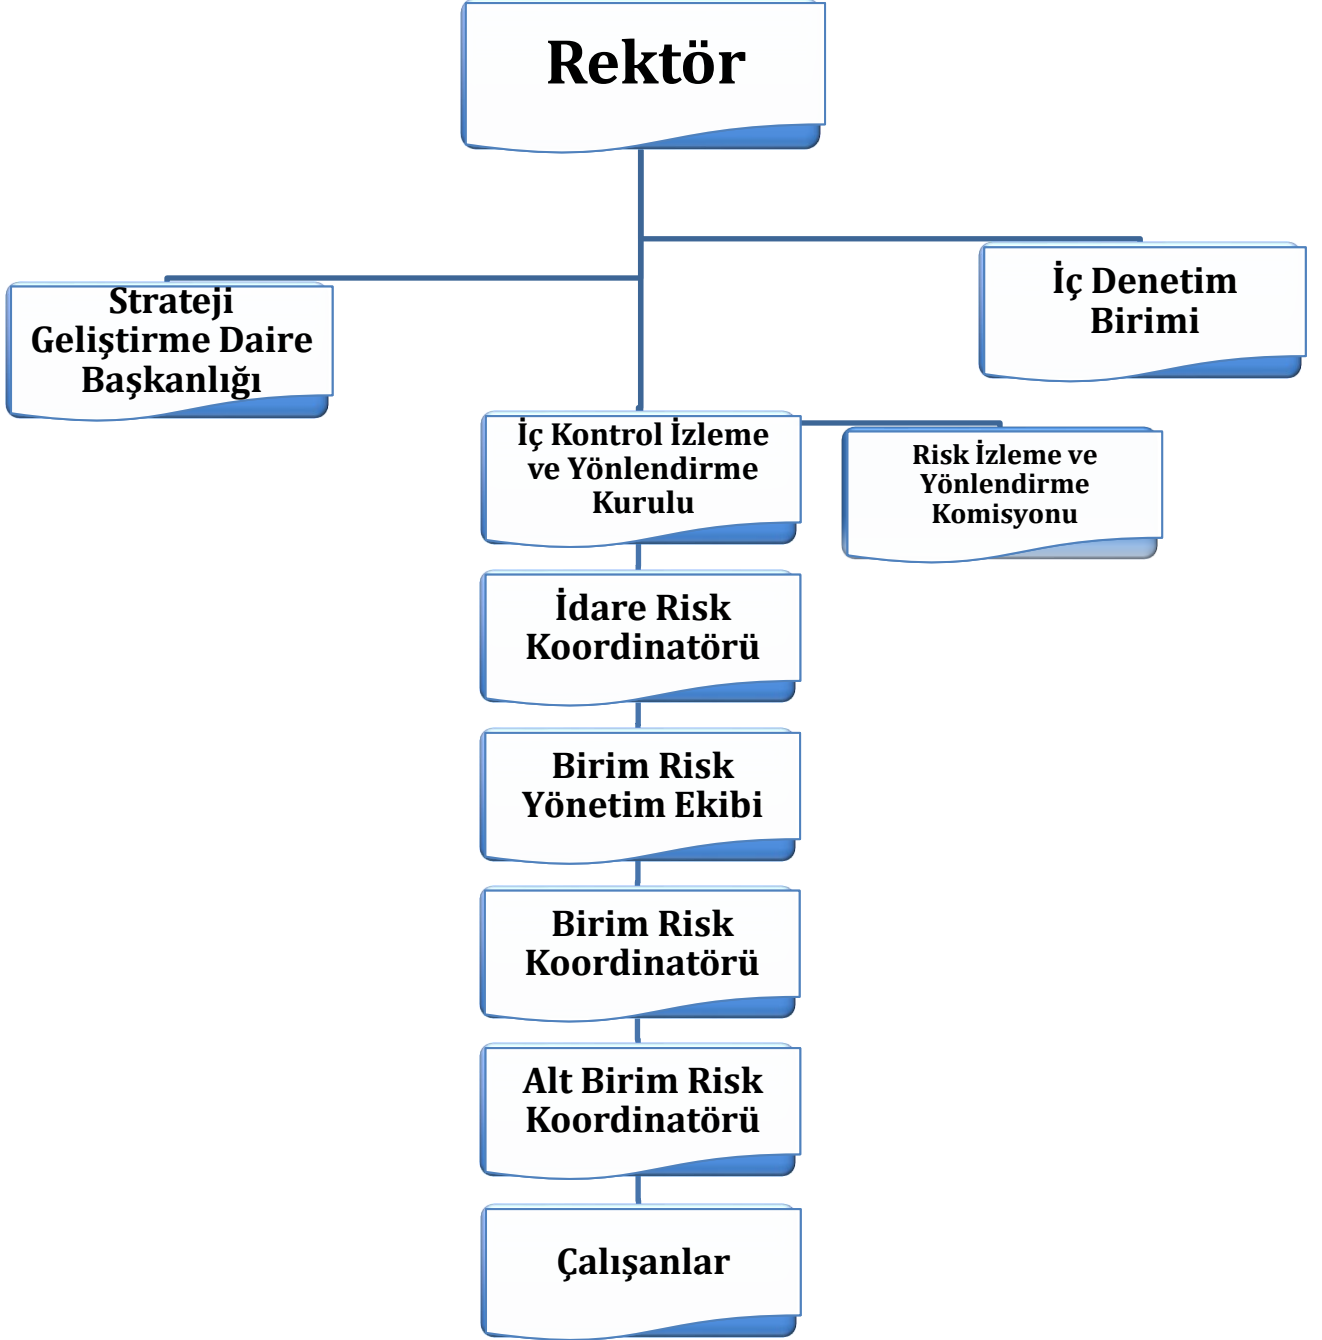 Rektör
İç Denetim
Birimi
Strateji
Geliştirme Daire
Başkanlığı
İç Kontrol İzleme
ve Yönlendirme
Kurulu
Risk İzleme ve
Yönlendirme
Komisyonu
İdare Risk
Koordinatörü
Birim Risk
Yönetim Ekibi
Birim Risk
Koordinatörü
Alt Birim Risk
Koordinatörü
Çalışanlar